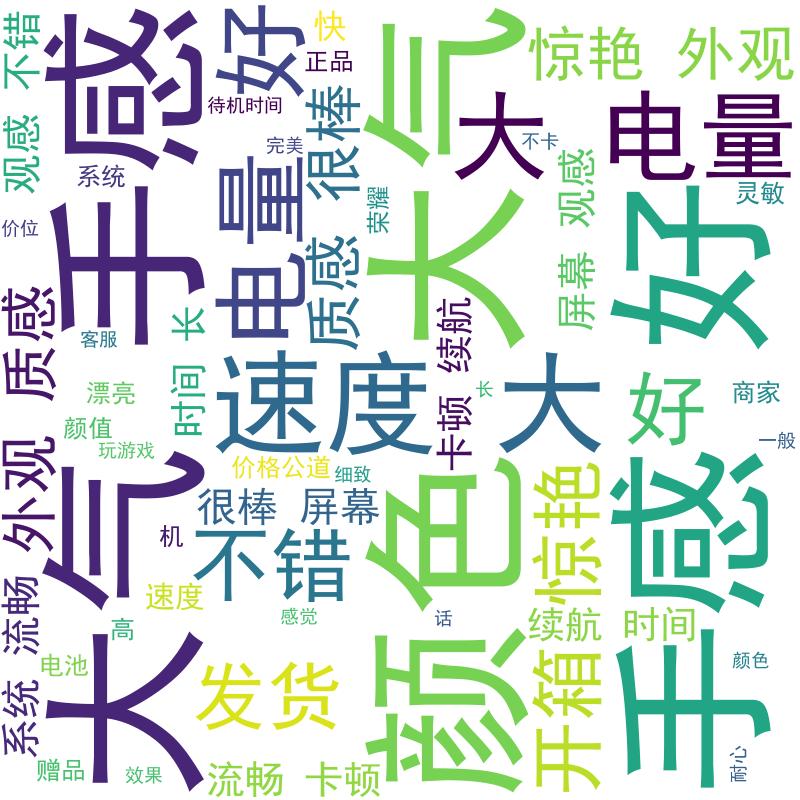 大气 手感
颜色 大气
手感 好
不错
观感
质感
外观
流畅
系统
好
快
正品
待机时间
完美
很棒
电量
质感
荣耀
系统
价位
客服
时间 长
惊艳 外观
大
电量
不卡
观感
屏幕
灵敏
速度
卡顿 续航
长
大
好
商家
一般
漂亮
颜值
玩游戏
价格公道
细致
很棒 屏幕
不错
机
速度
感觉
高
电池
话
开箱 惊艳
续航 时间
颜色
发货
赠品
效果
流畅 卡顿
耐心